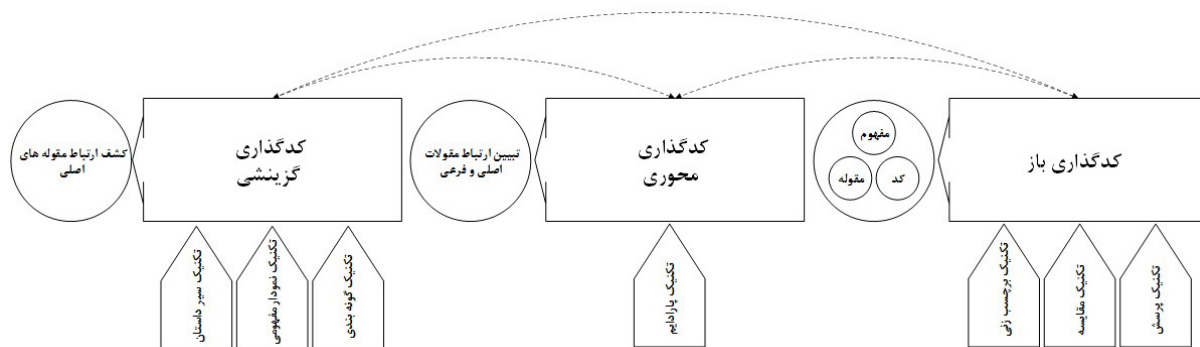 کدگذاری باز
مفهوم
کد
مقوله
تکنیک پرسش
تکنیک مقایسه
تکنیک برچسب زنی
کدگذاری
محوری
تبیین ارتباط مقولات
اصلی و فرعی
تکنیک پارادایم
کدگذاری
گزینشی
کشف ارتباط مقوله های
اصلی
تکنیک گونه بندی
تکنیک نمودار مفهومی
تکنیک سیر داستان